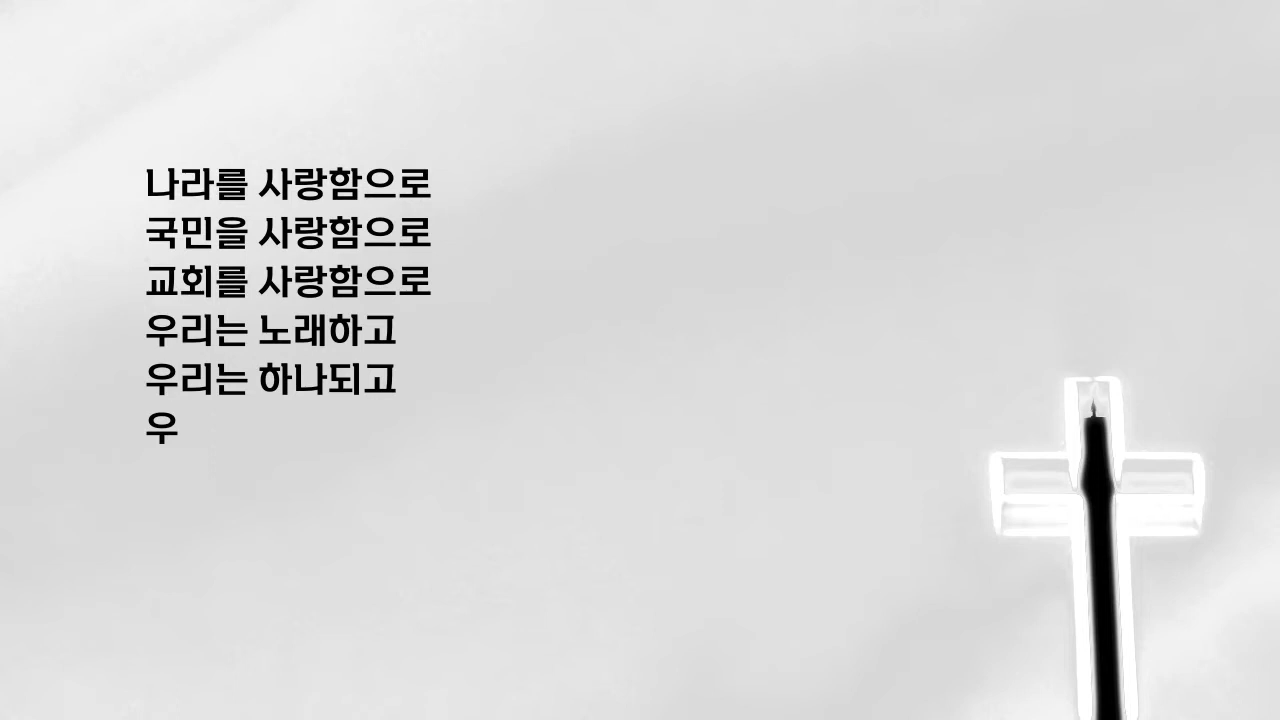 나라를 사랑함으로
국민을 사랑함으로
교회를 사랑함으로
우리는 노래하고
우리는 하나되고
우